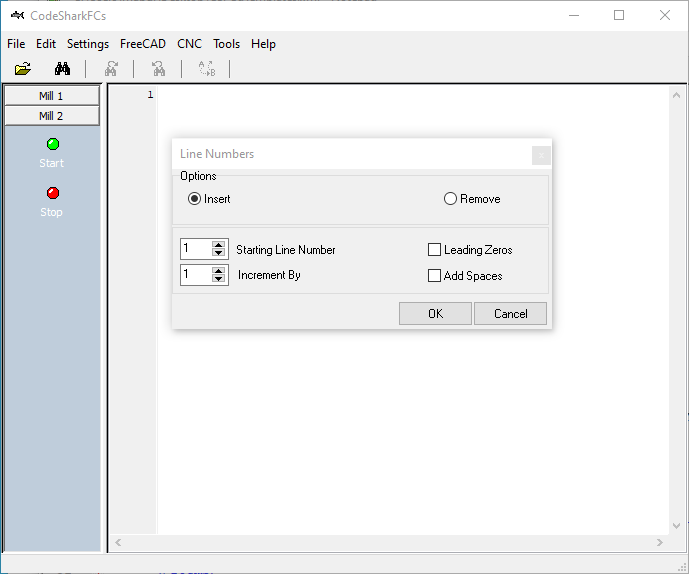 CodeSharkFCs
File Edit Settings FreeCAD CNC Tools Help
Mill 1
Mill 2
Start
Stop
1
Line Numbers
Options
Insert
Remove
1 Starting Line Number
Leading Zeros
1 Increment By
Add Spaces
OK
Cancel